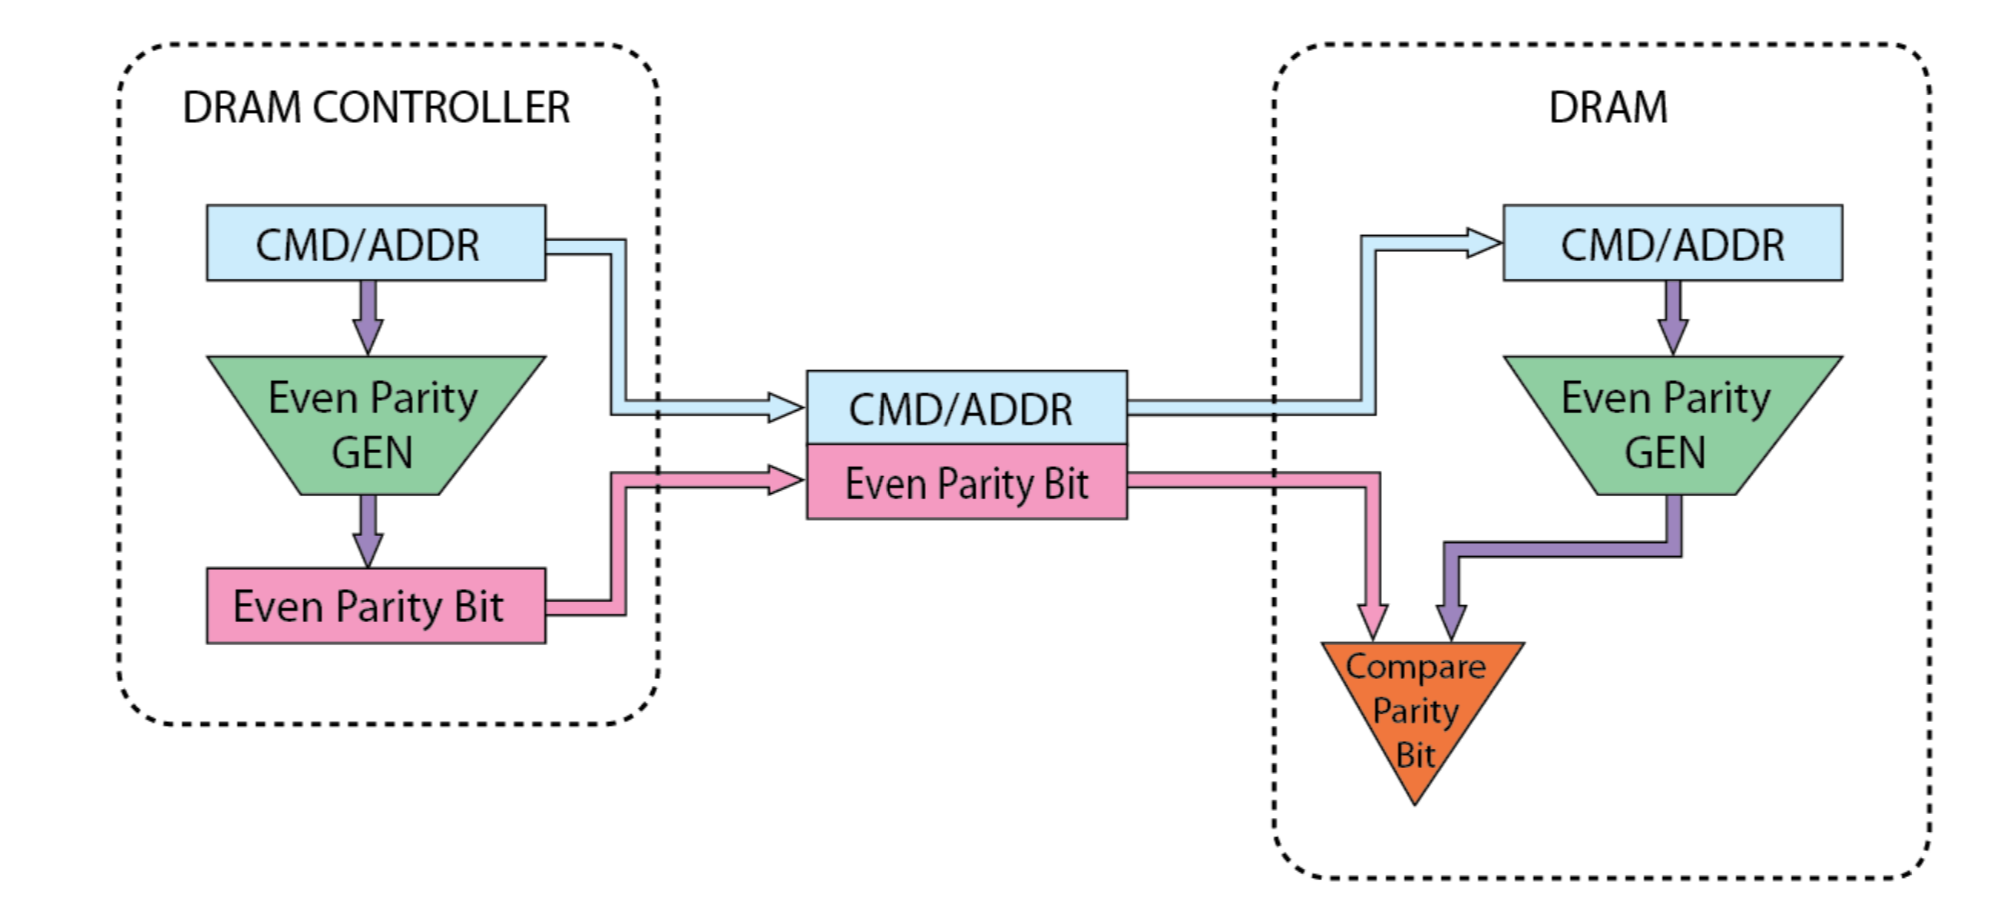 DRAM CONTROLLER
CMD/ADDR
Even Parity
GEN
Even Parity Bit
CMD/ADDR
Even Parity Bit
DRAM
CMD/ADDR
Even Parity
GEN
Compare
Parity
Bit